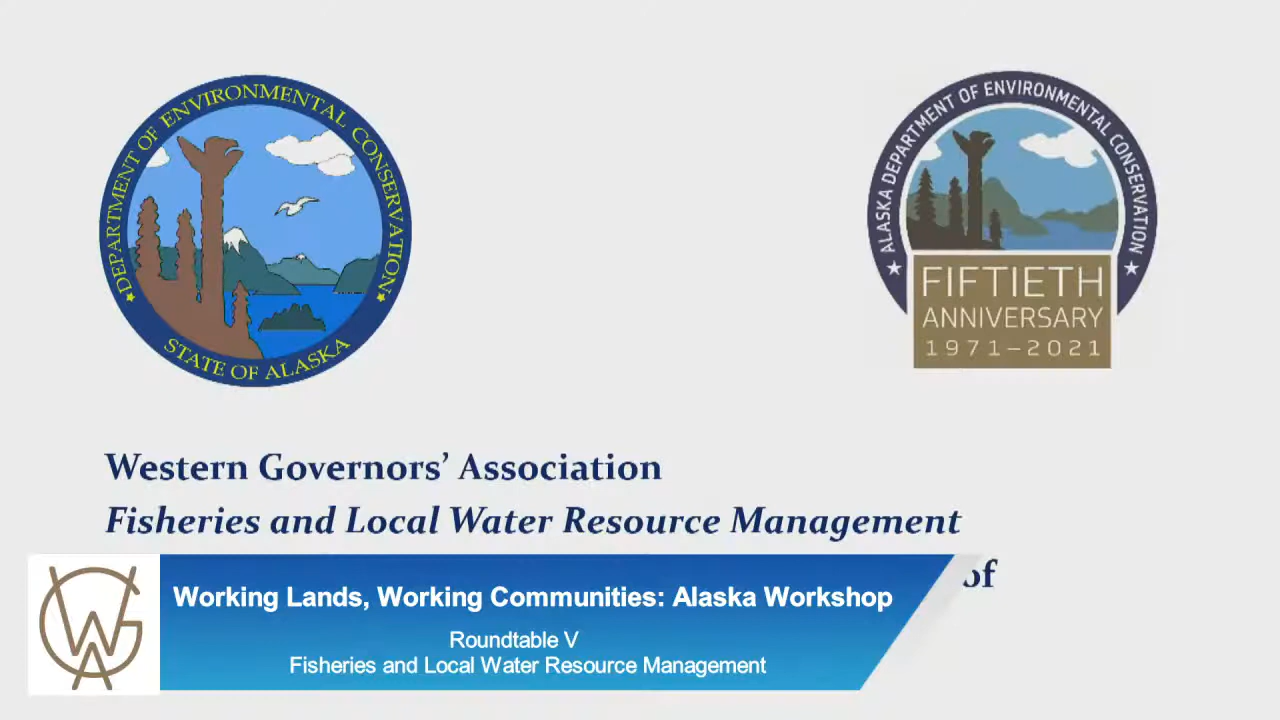 DEPARTMENT OF ENVIRONMENTAL CONSERVATION
STATE OF ALASKA
ALASKA DEPARTMENT OF ENVIRONMENTAL CONSERVATION
FIFTIETH
ANNIVERSARY
1971–2021
Western Governors’ Association
Fisheries and Local Water Resource Management
of
WGA
Working Lands, Working Communities: Alaska Workshop
Roundtable V
Fisheries and Local Water Resource Management